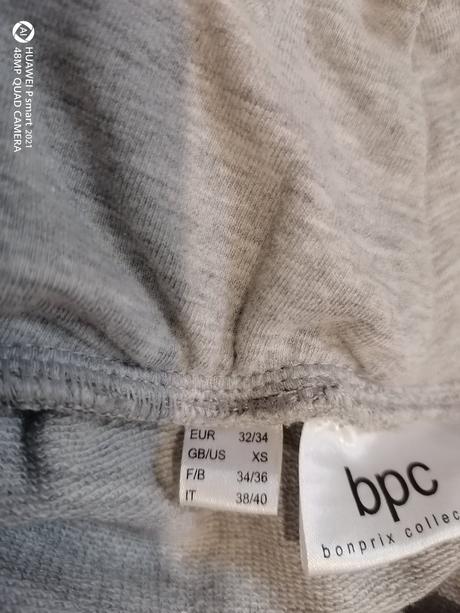 HUAWEI P smart 2021
48MP QUAD CAMERA
AI
EUR 32/34
GB/US XS
F/B 34/36
IT 38/40
bpc
bonprix collec